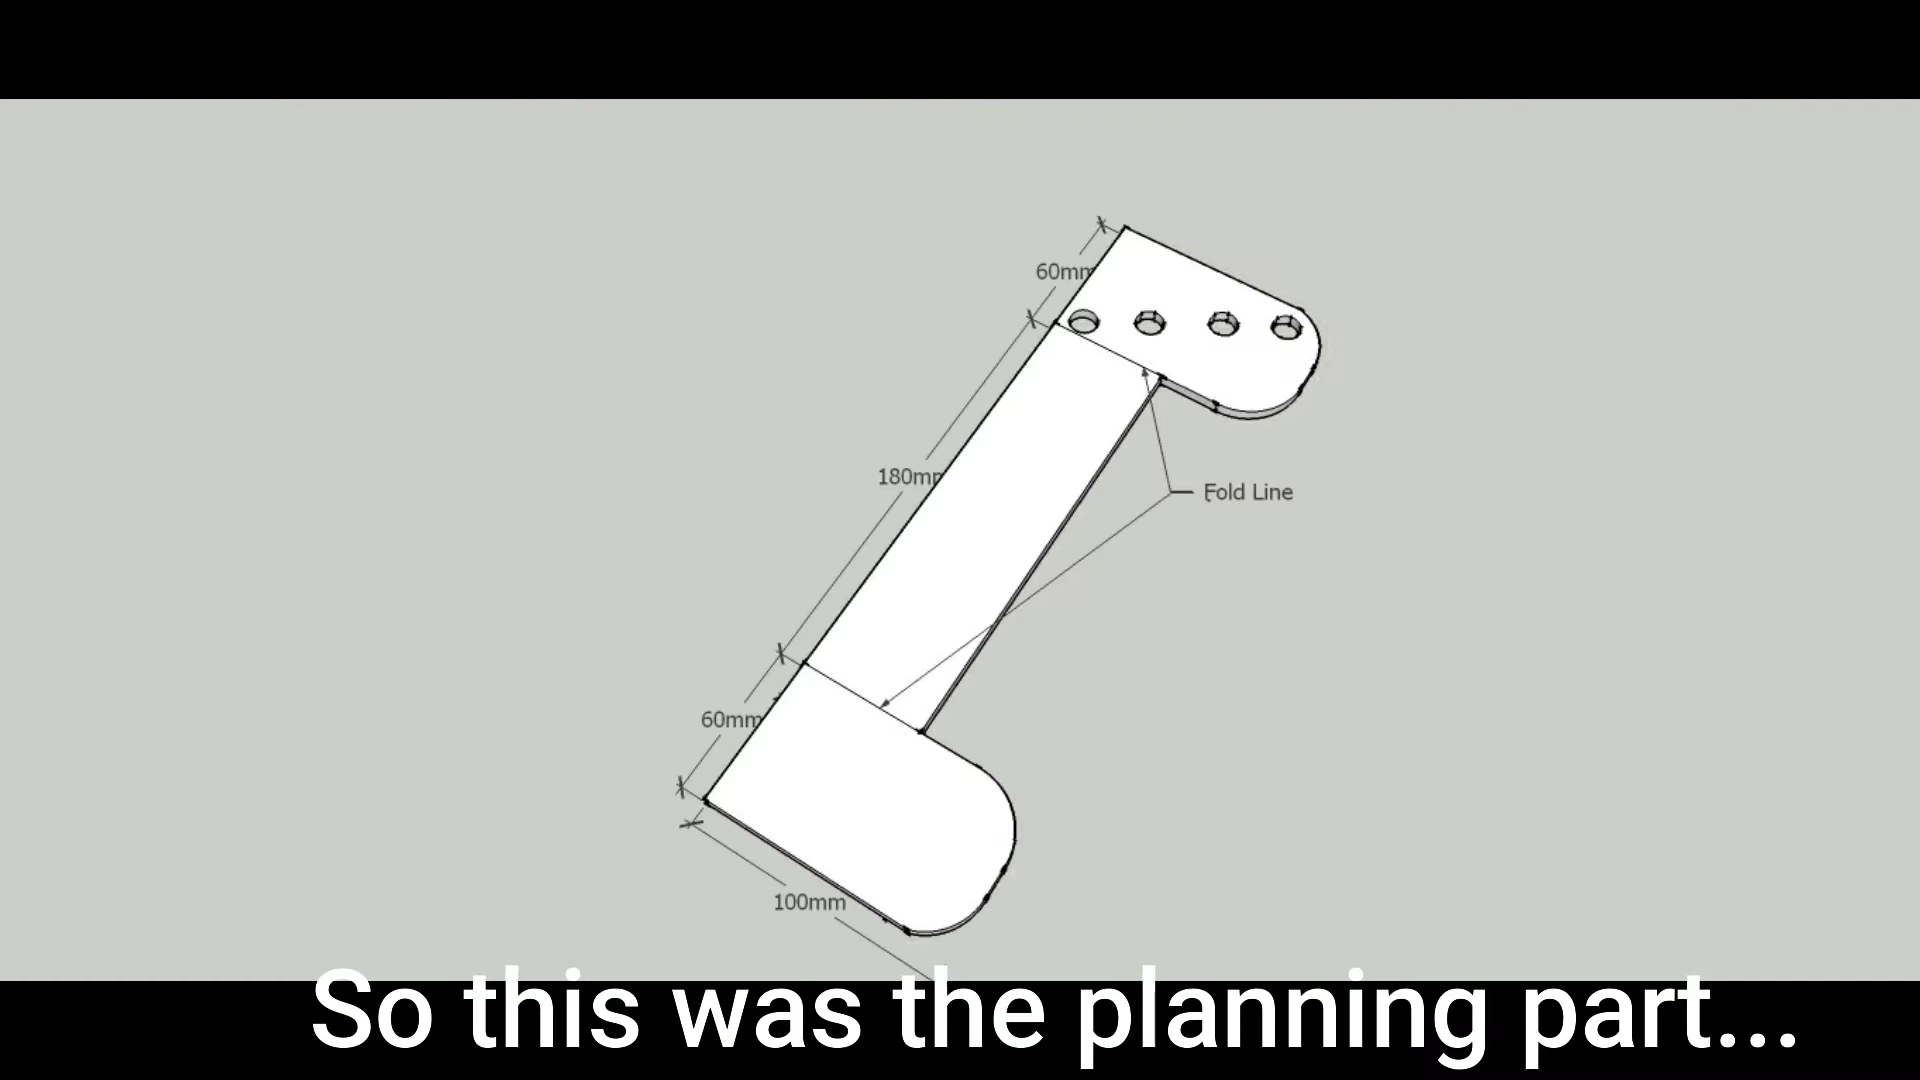 60mm
180mm
Fold Line
60mm
100mm
So this was the planning part...